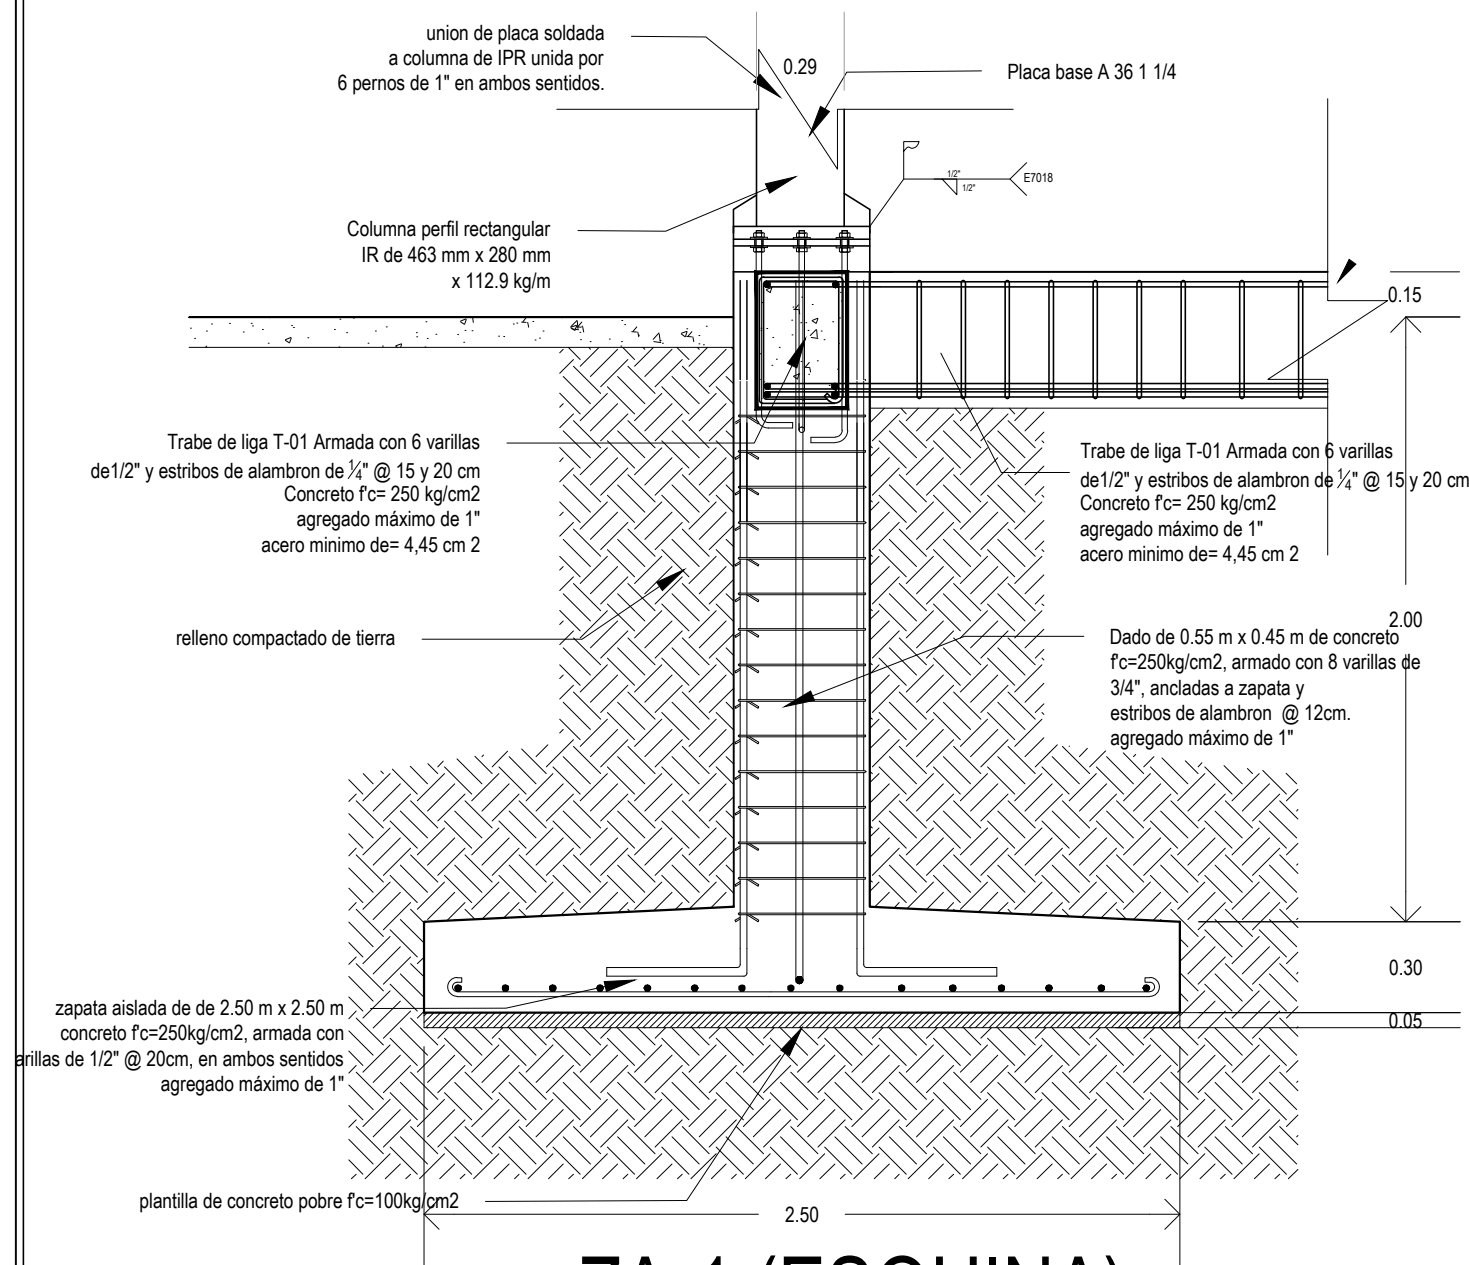 union de placa soldada
a columna de IPR unida por
6 pernos de 1" en ambos sentidos.
0.29
Placa base A 36 1 1/4
1/2"
1/2"
E7018
Columna perfil rectangular
IR de 463 mm x 280 mm
x 112.9 kg/m
0.15
Trabe de liga T-01 Armada con 6 varillas
de1/2" y estribos de alambron de 1/4" @ 15 y 20 cm
Concreto f'c= 250 kg/cm2
agregado máximo de 1"
acero minimo de= 4,45 cm 2
Trabe de liga T-01 Armada con 6 varillas
de1/2" y estribos de alambron de 1/4" @ 15 y 20 cm
Concreto f'c= 250 kg/cm2
agregado máximo de 1"
acero minimo de= 4,45 cm 2
2.00
relleno compactado de tierra
Dado de 0.55 m x 0.45 m de concreto
f'c=250kg/cm2, armado con 8 varillas de
3/4", ancladas a zapata y
estribos de alambron @ 12cm.
agregado máximo de 1"
0.30
0.05
zapata aislada de de 2.50 m x 2.50 m
concreto f'c=250kg/cm2, armada con
arillas de 1/2" @ 20cm, en ambos sentidos
agregado máximo de 1"
plantilla de concreto pobre f'c=100kg/cm2
2.50
ZA-1 (ESQUINA)